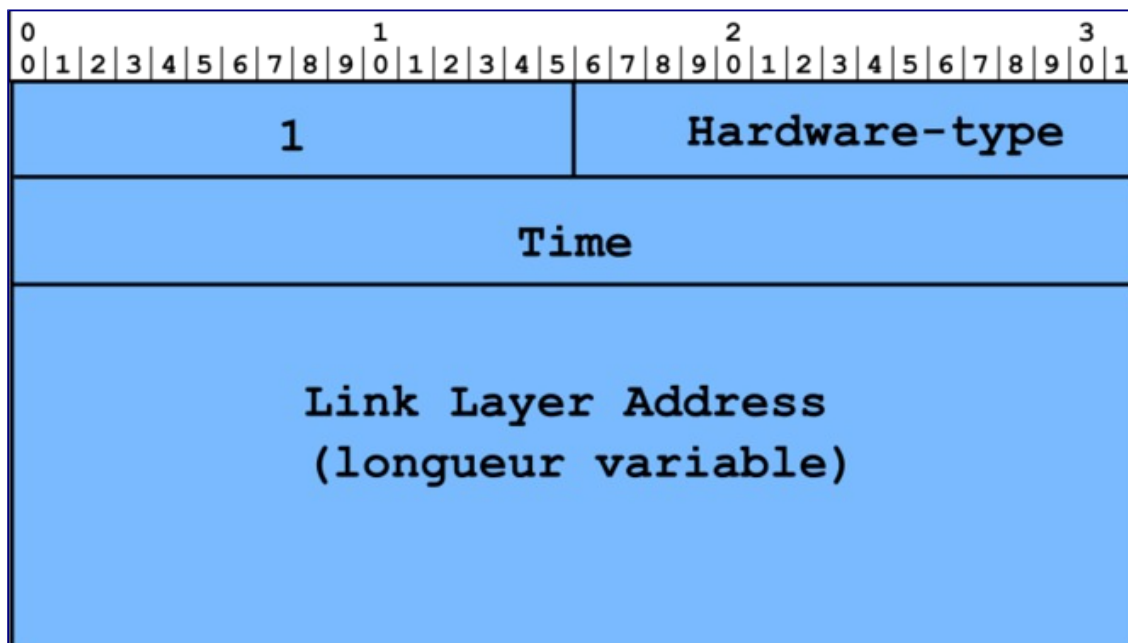 0 1 2 3
0 1 2 3 4 5 6 7 8 9 0 1 2 3 4 5 6 7 8 9 0 1 2 3 4 5 6 7 8 9 0 1
1 Hardware-type
Time
Link Layer Address
(longueur variable)